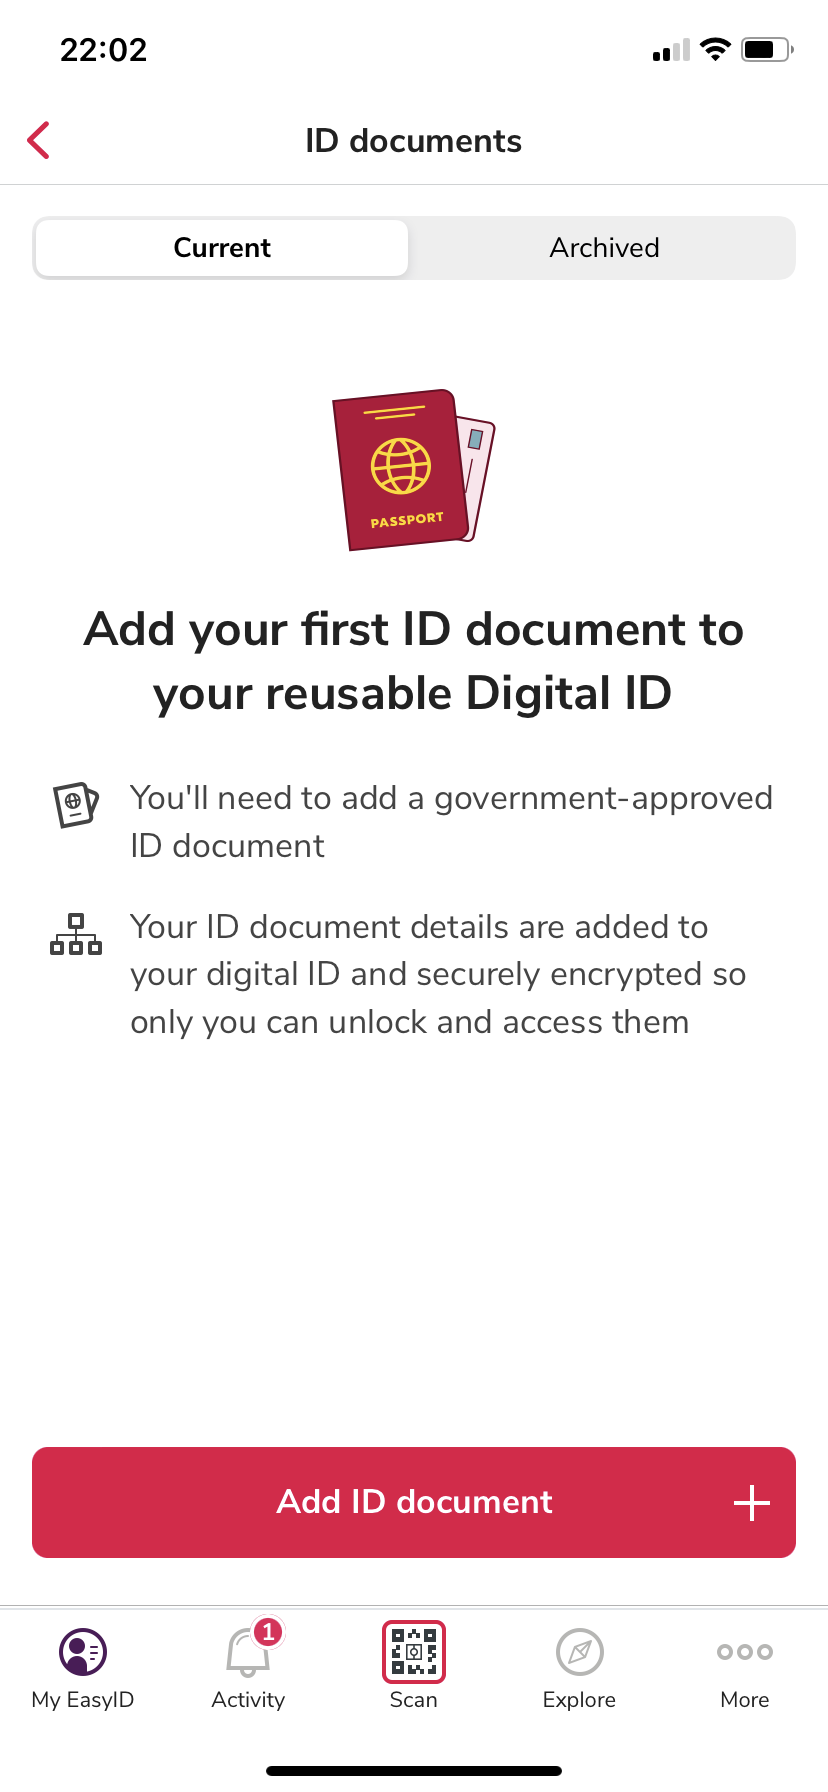 22:02
ID documents
Current
Archived
PASSPORT
Add your first ID document to
your reusable Digital ID
You'll need to add a government-approved
ID document
Your ID document details are added to
your digital ID and securely encrypted so
only you can unlock and access them
Add ID document
1
My EasyID
Activity
Scan
Explore
More